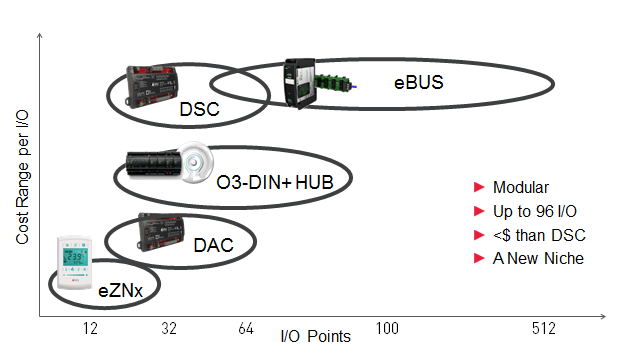 Cost Range per I/O
DSC
eBUS
O3-DIN+ HUB
DAC
eZNx
Modular
Up to 96 I/O
<$ than DSC
A New Niche
12
32
64
100
512
I/O Points